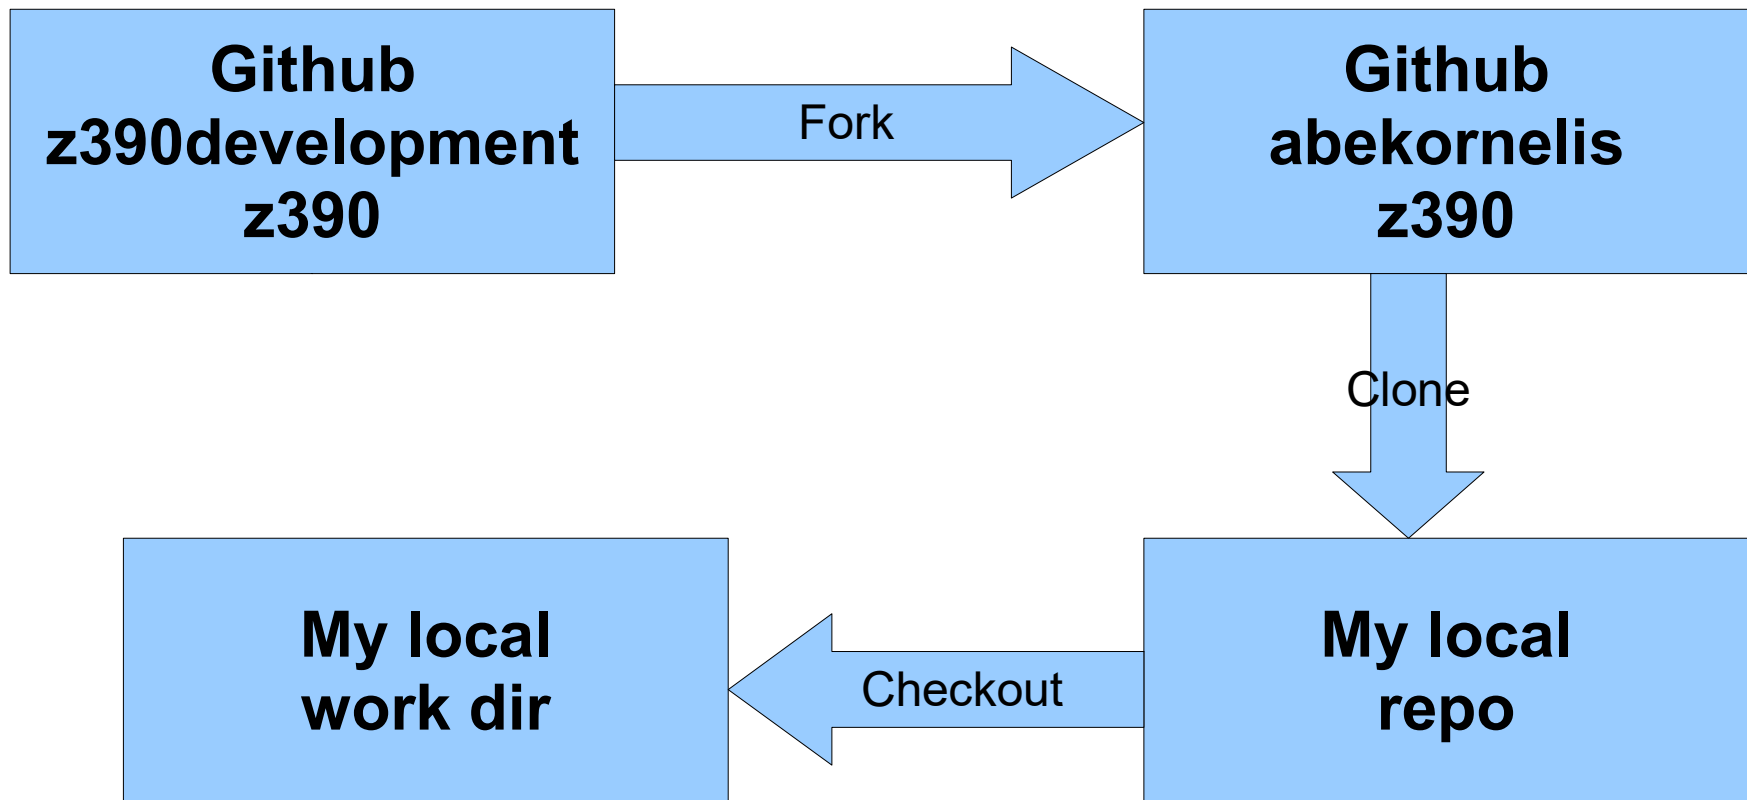 Github
z390development
z390
Fork
Github
abekornelis
z390
Clone
My local
work dir
Checkout
My local
repo